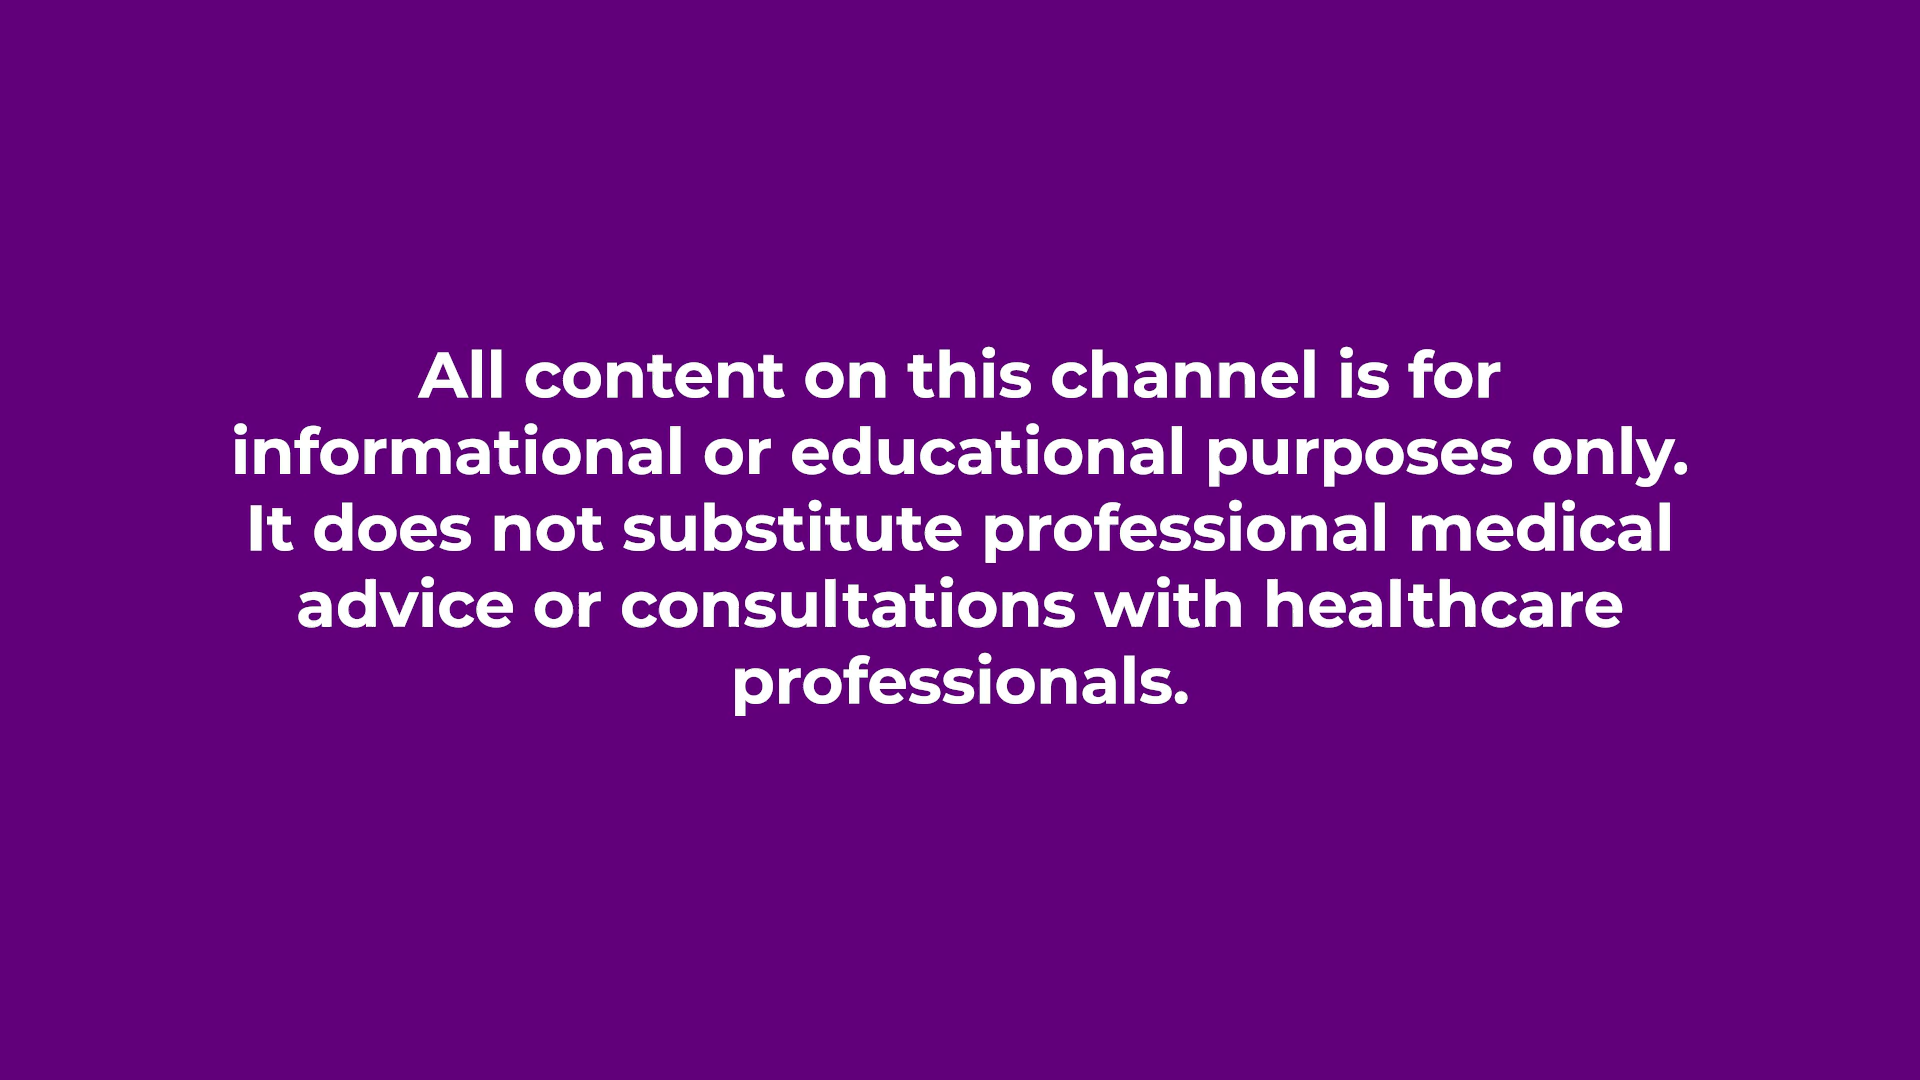 All content on this channel is for
informational or educational purposes only.
It does not substitute professional medical
advice or consultations with healthcare
professionals.